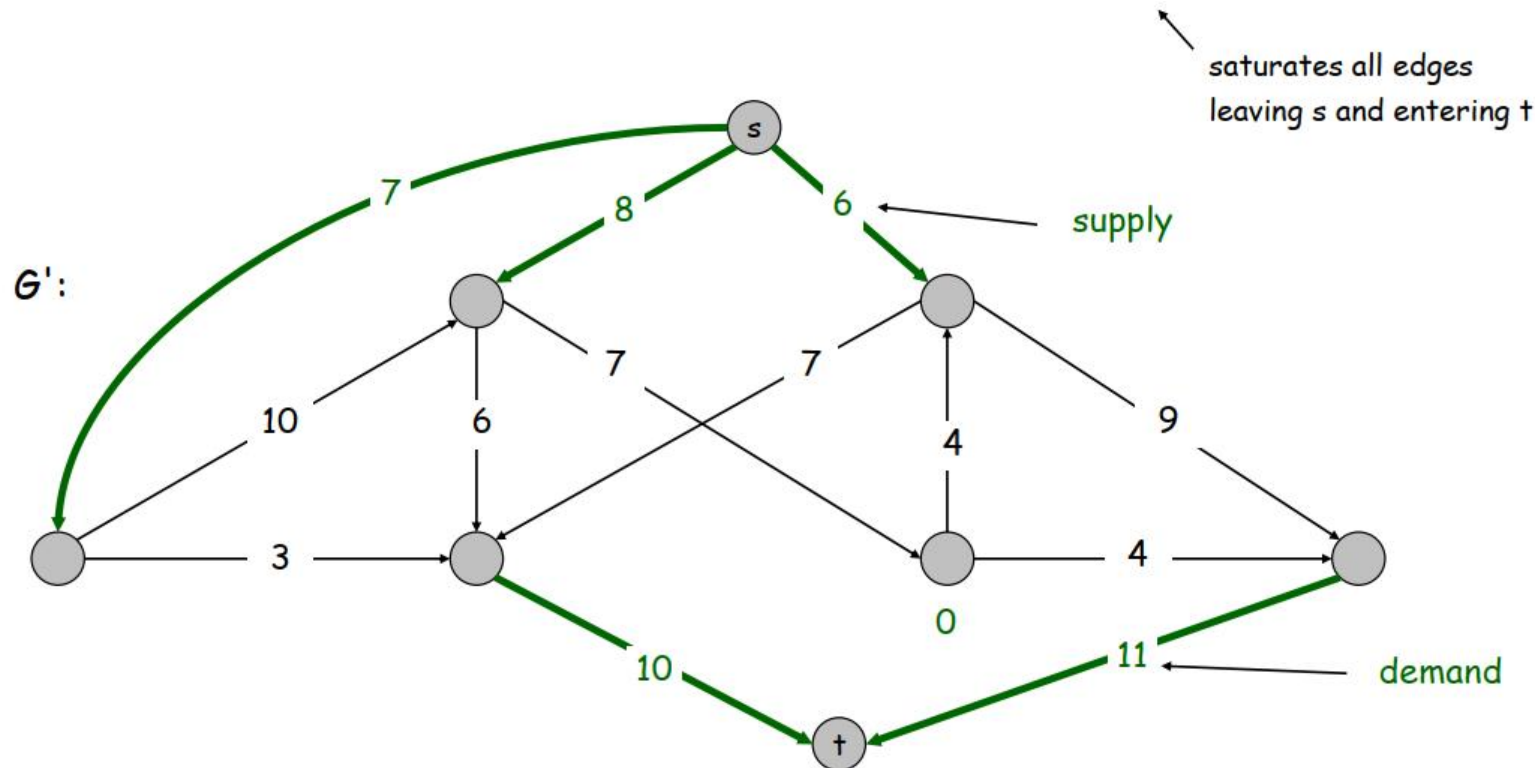 saturates all edges
leaving s and entering t
s
7
8
6
supply
G':
7
7
10
6
9
4
3
4
0
10
11
demand
t